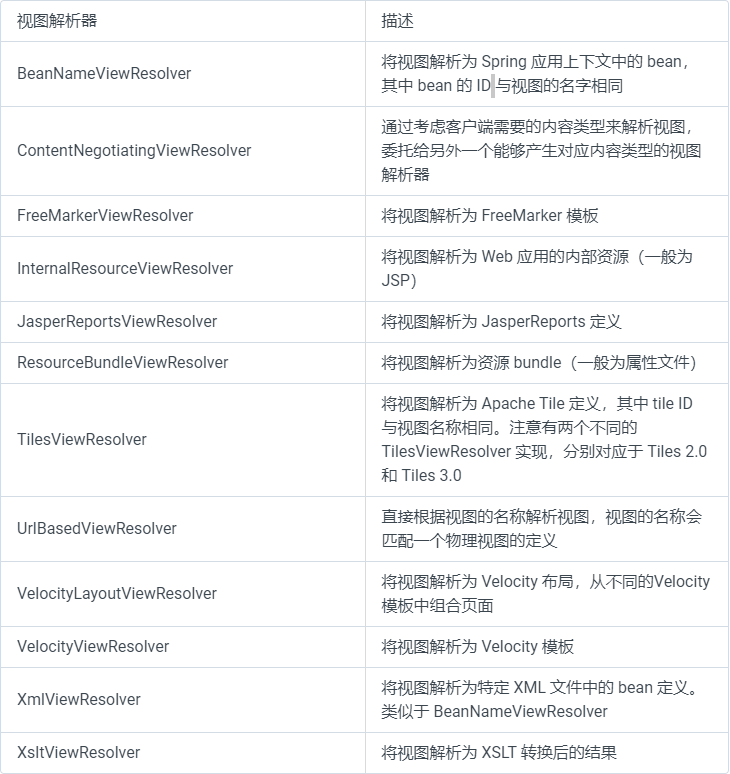 视图解析器
描述
BeanNameViewResolver
将视图解析为 Spring 应用上下文中的 bean，
其中 bean 的 ID 与视图的名字相同
ContentNegotiatingViewResolver
通过考虑客户端需要的内容类型来解析视图，
委托给另外一个能够产生对应内容类型的视图
解析器
FreeMarkerViewResolver
将视图解析为 FreeMarker 模板
InternalResourceViewResolver
将视图解析为 Web 应用的内部资源（一般为
JSP）
JasperReportsViewResolver
将视图解析为 JasperReports 定义
ResourceBundleViewResolver
将视图解析为资源 bundle（一般为属性文件）
TilesViewResolver
将视图解析为 Apache Tile 定义，其中 tile ID
与视图名称相同。注意有两个不同的
TilesViewResolver 实现，分别对应于 Tiles 2.0
和 Tiles 3.0
UrlBasedViewResolver
直接根据视图的名称解析视图，视图的名称会
匹配一个物理视图的定义
VelocityLayoutViewResolver
将视图解析为 Velocity 布局，从不同的Velocity
模板中组合页面
VelocityViewResolver
将视图解析为 Velocity 模板
XmlViewResolver
将视图解析为特定 XML 文件中的 bean 定义。
类似于 BeanNameViewResolver
XsltViewResolver
将视图解析为 XSLT 转换后的结果